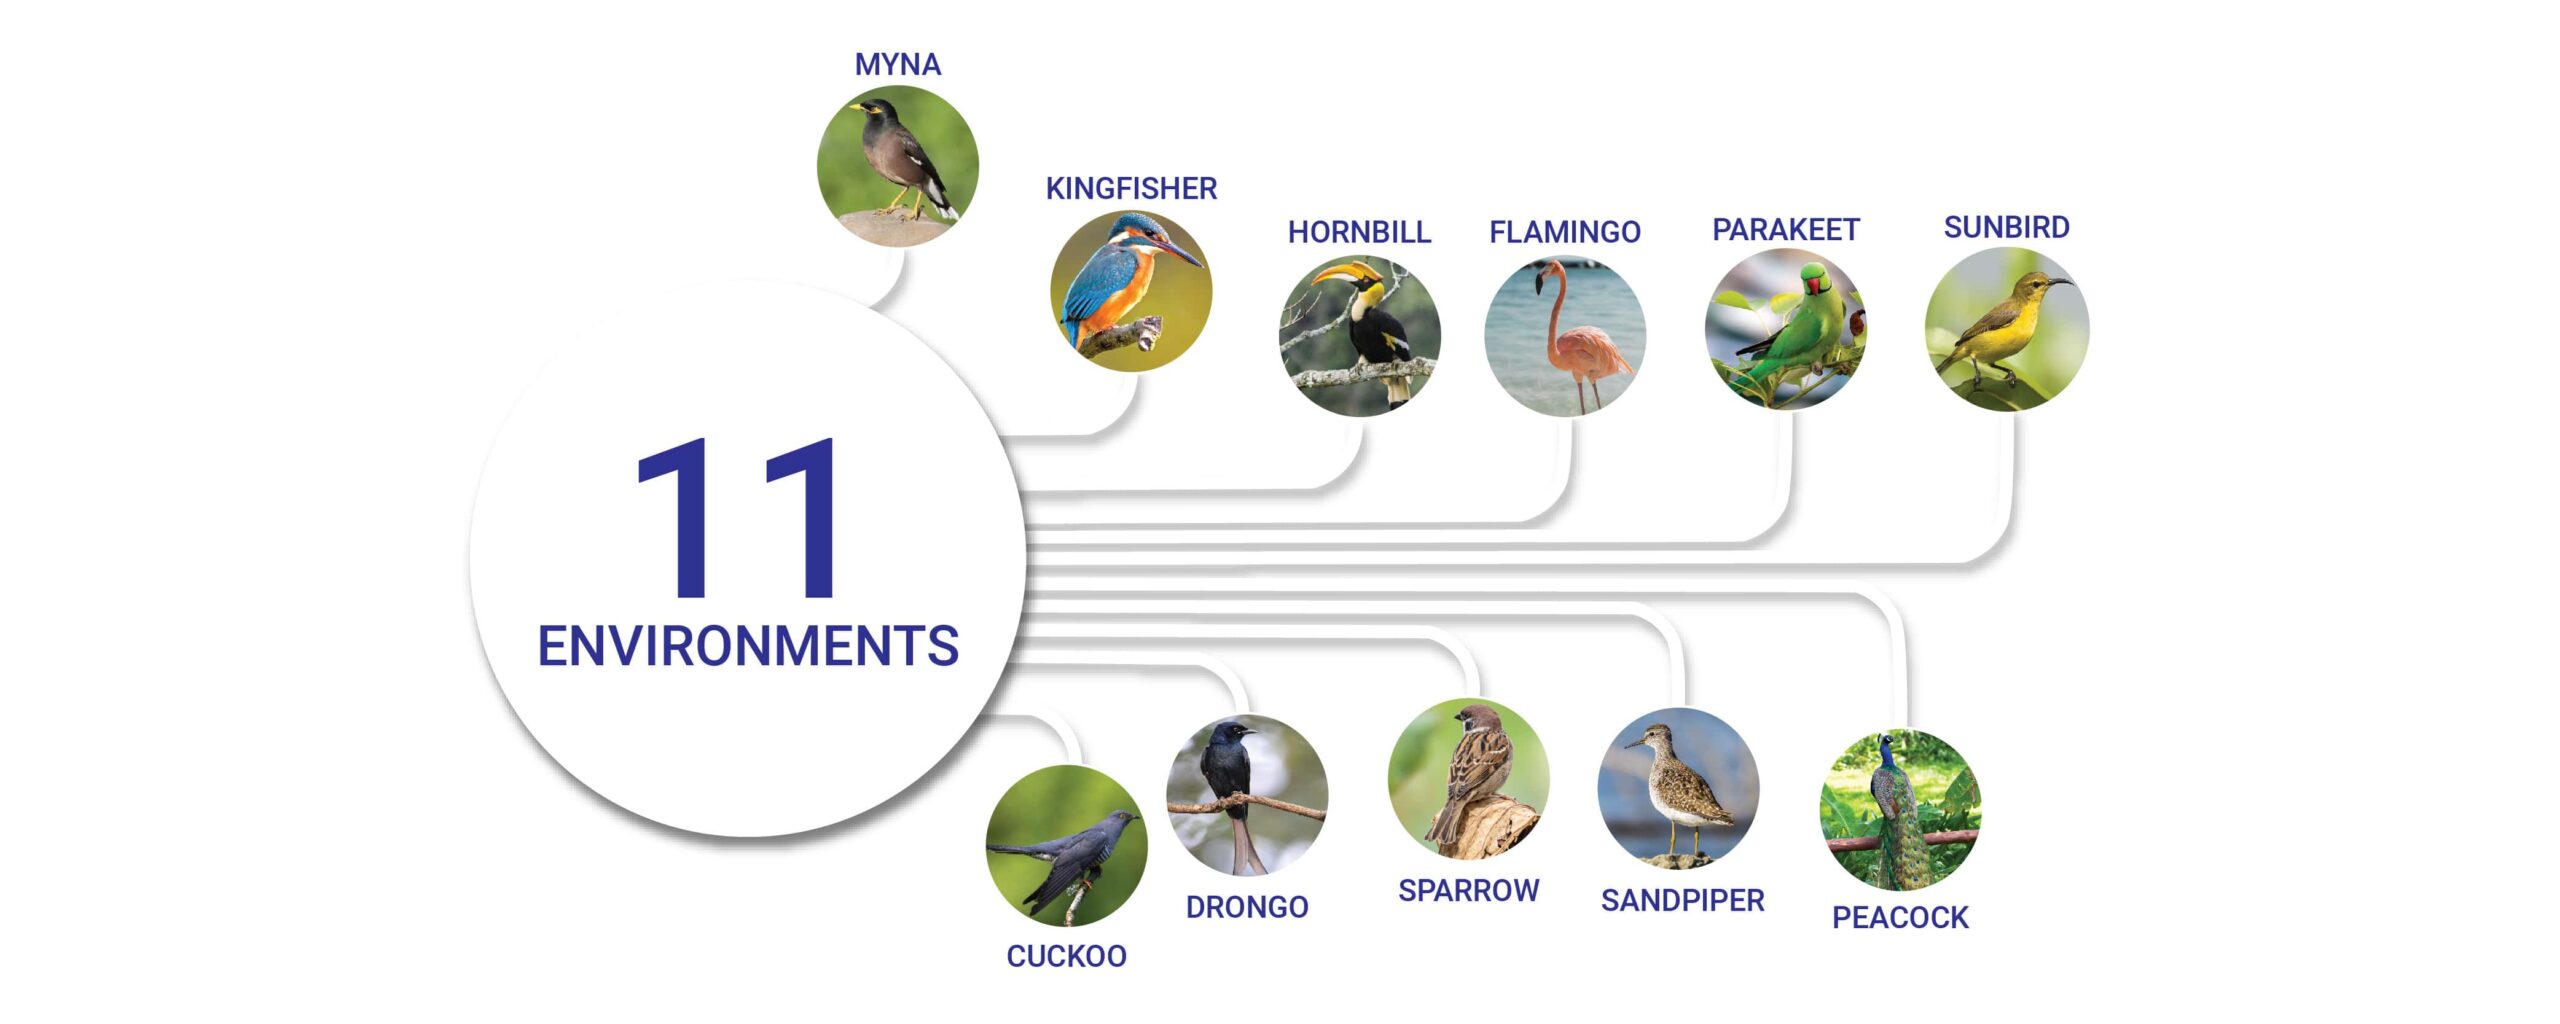 MYNA
KINGFISHER
HORNBILL
FLAMINGO
PARAKEET
SUNBIRD
11
ENVIRONMENTS
CUCKOO
DRONGO
SPARROW
SANDPIPER
PEACOCK